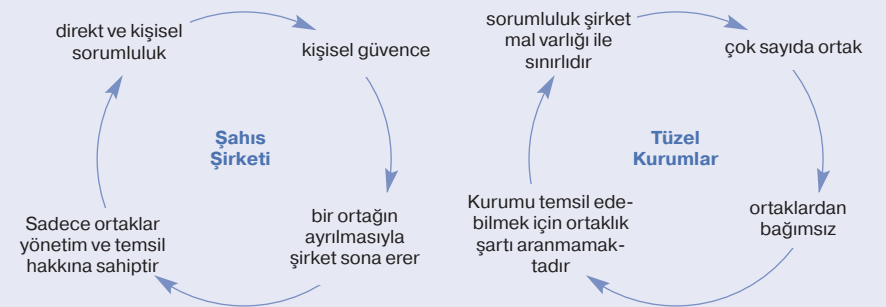 direkt ve kişisel
sorumluluk
kişisel güvence
Şahıs
Şirketi
bir ortağın
ayrılmasıyla
şirket sona erer
Sadece ortaklar
yönetim ve temsil
hakkına sahiptir
sorumluluk şirket
mal varlığı ile
sınırlıdır
çok sayıda ortak
Tüzel
Kurumlar
ortaklardan
bağımsız
Kurumu temsil ede-
bilmek için ortaklık
şartı aranmamak-
tadır